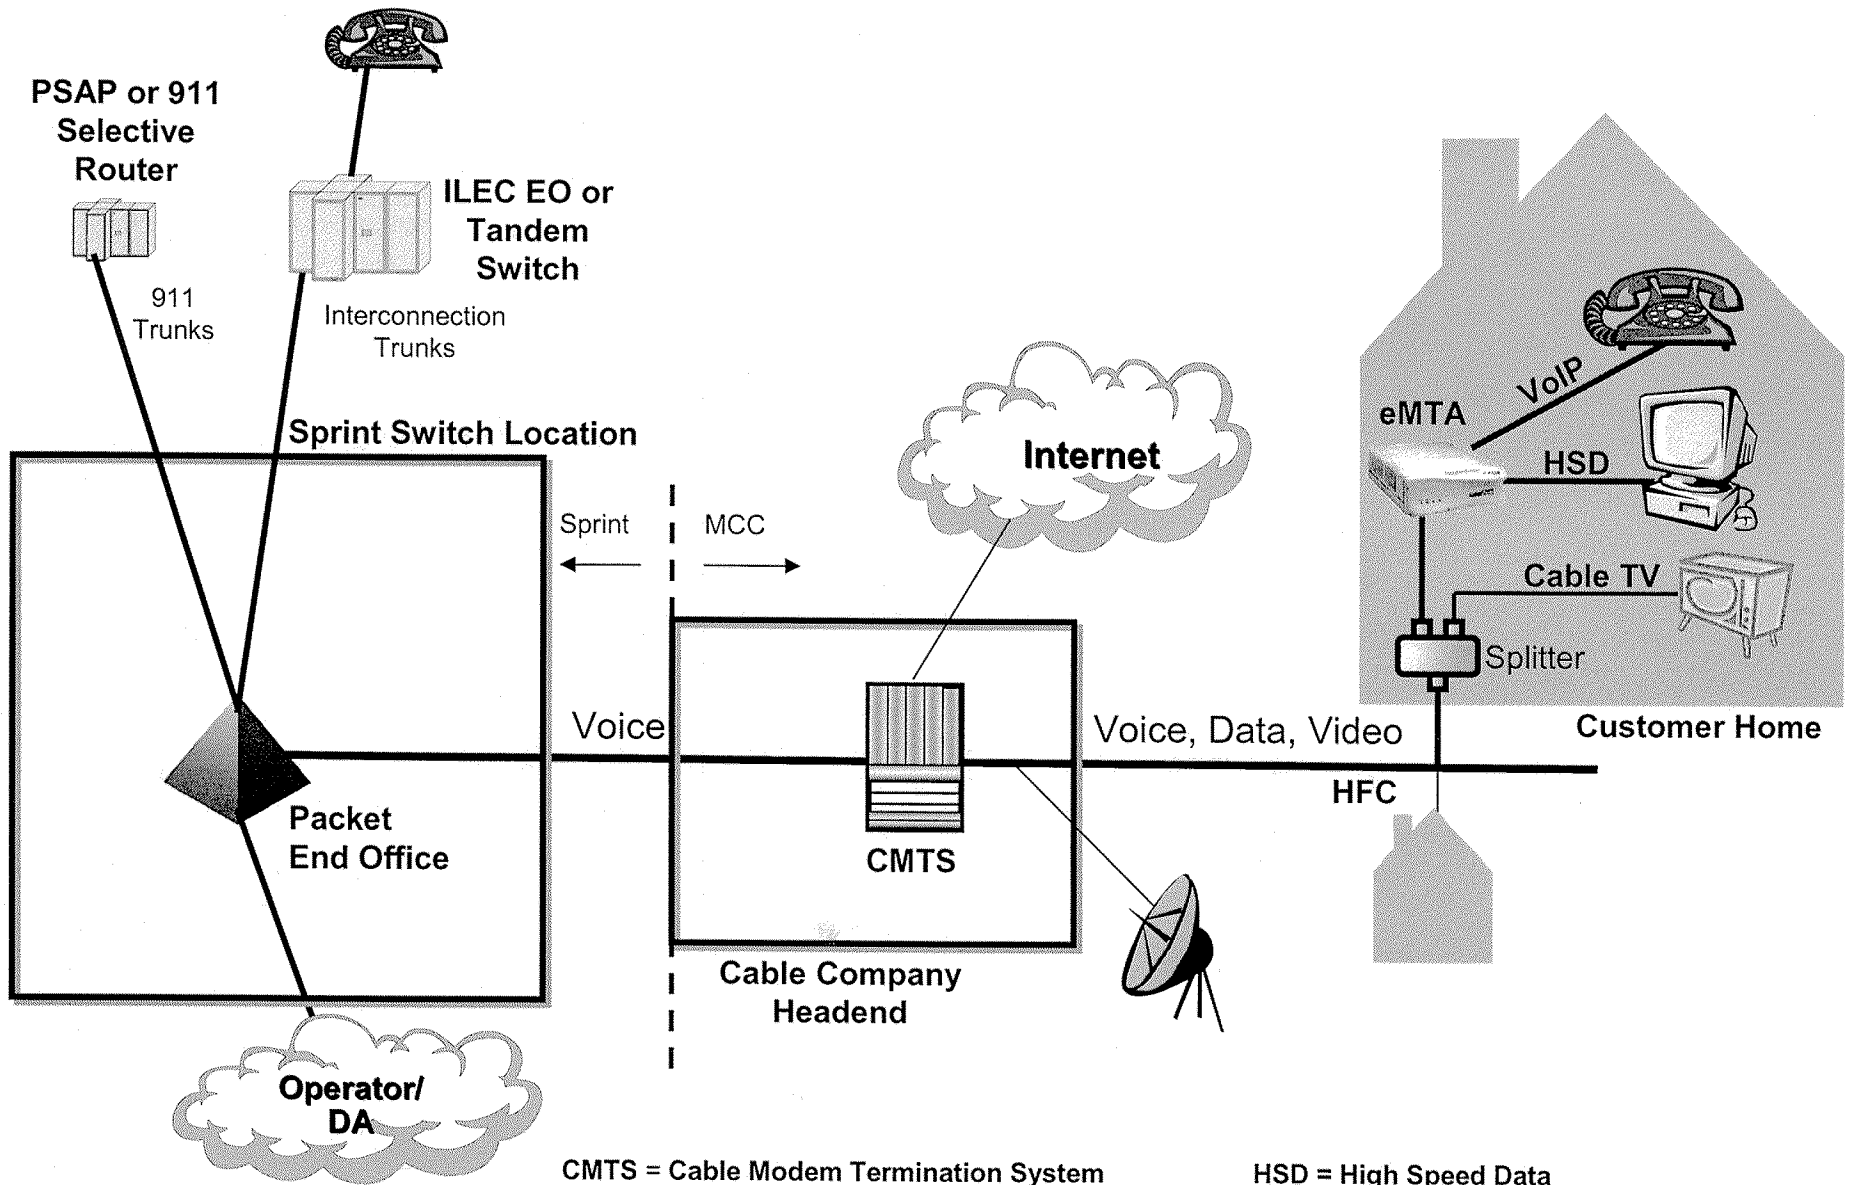 PSAP or 911
Selective
Router
ILEC EO or
Tandem
Switch
911
Trunks
Interconnection
Trunks
Sprint Switch Location
Sprint
MCC
Internet
eMTA
VoIP
HSD
Cable TV
Splitter
Customer Home
Voice
Voice, Data, Video
HFC
Packet
End Office
CMTS
Cable Company
Headend
Operator/
DA
CMTS = Cable Modem Termination System
HSD = High Speed Data